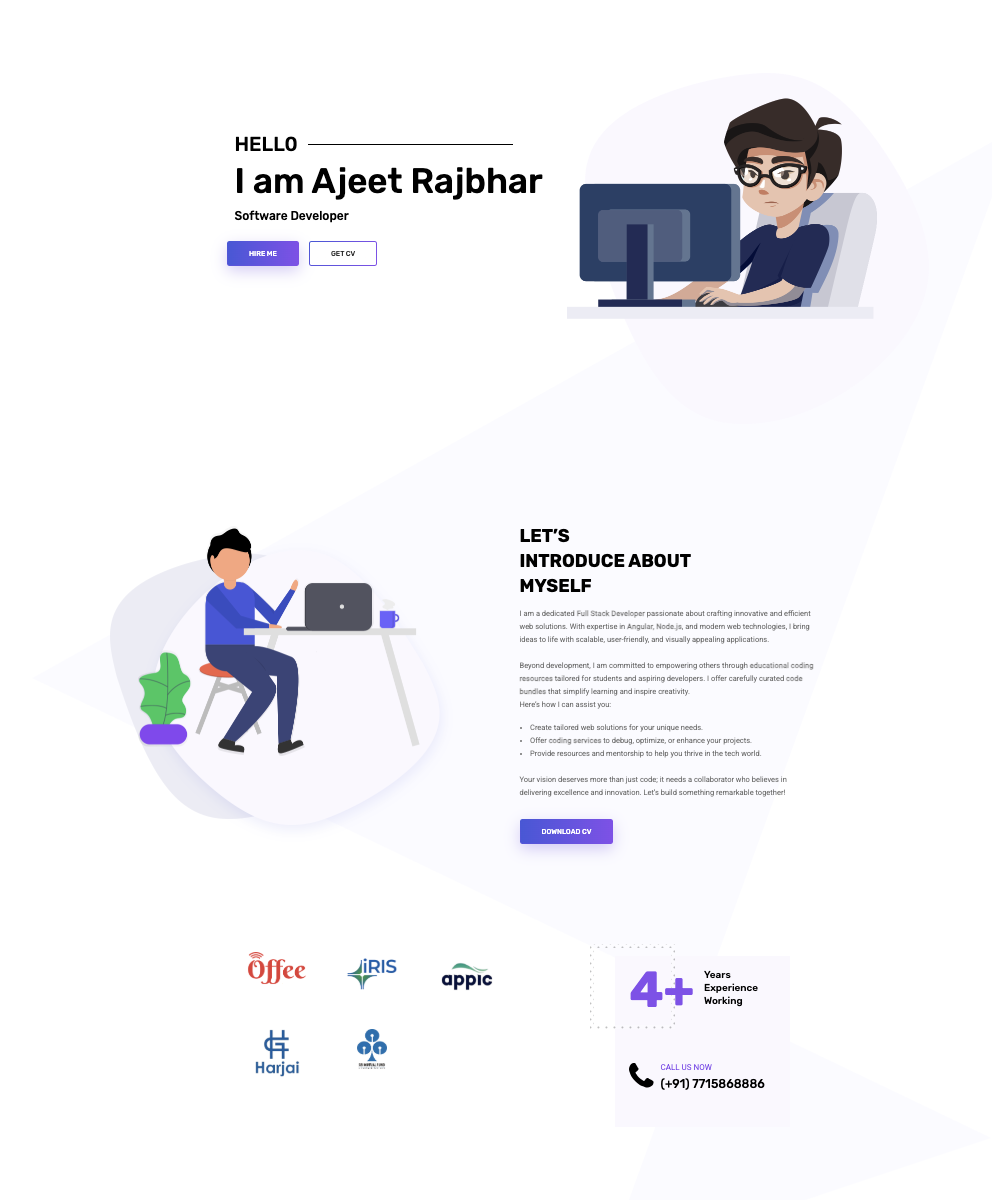 HELLO
I am Ajeet Rajbhar
Software Developer
HIRE ME
GET CV
LET'S
INTRODUCE ABOUT
MYSELF
I am a dedicated Full Stack Developer passionate about crafting innovative and efficient
web solutions. With expertise in Angular, Node.js, and modern web technologies, I bring
ideas to life with scalable, user-friendly, and visually appealing applications.
Beyond development, I am committed to empowering others through educational coding
resources tailored for students and aspiring developers. I offer carefully curated code
bundles that simplify learning and inspire creativity.
Here's how I can assist you:
• Create tailored web solutions for your unique needs.
• Offer coding services to debug, optimize, or enhance your projects.
• Provide resources and mentorship to help you thrive in the tech world.
Your vision deserves more than just code; it needs a collaborator who believes in
delivering excellence and innovation. Let's build something remarkable together!
DOWNLOAD CV
Offee
iRIS
appic
Harjai
4+
Years
Experience
Working
CALL US NOW
(+91) 7715868886